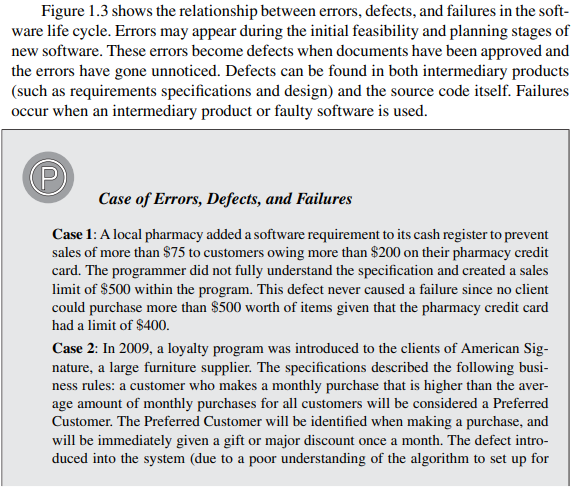 Figure 1.3 shows the relationship between errors, defects, and failures in the soft-
ware life cycle. Errors may appear during the initial feasibility and planning stages of
new software. These errors become defects when documents have been approved and
the errors have gone unnoticed. Defects can be found in both intermediary products
(such as requirements specifications and design) and the source code itself. Failures
occur when an intermediary product or faulty software is used.
P
Case of Errors, Defects, and Failures
Case 1: A local pharmacy added a software requirement to its cash register to prevent
sales of more than $75 to customers owing more than $200 on their pharmacy credit
card. The programmer did not fully understand the specification and created a sales
limit of $500 within the program. This defect never caused a failure since no client
could purchase more than $500 worth of items given that the pharmacy credit card
had a limit of $400.
Case 2: In 2009, a loyalty program was introduced to the clients of American Sig-
nature, a large furniture supplier. The specifications described the following busi-
ness rules: a customer who makes a monthly purchase that is higher than the aver-
age amount of monthly purchases for all customers will be considered a Preferred
Customer. The Preferred Customer will be identified when making a purchase, and
will be immediately given a gift or major discount once a month. The defect intro-
duced into the system (due to a poor understanding of the algorithm to set up for